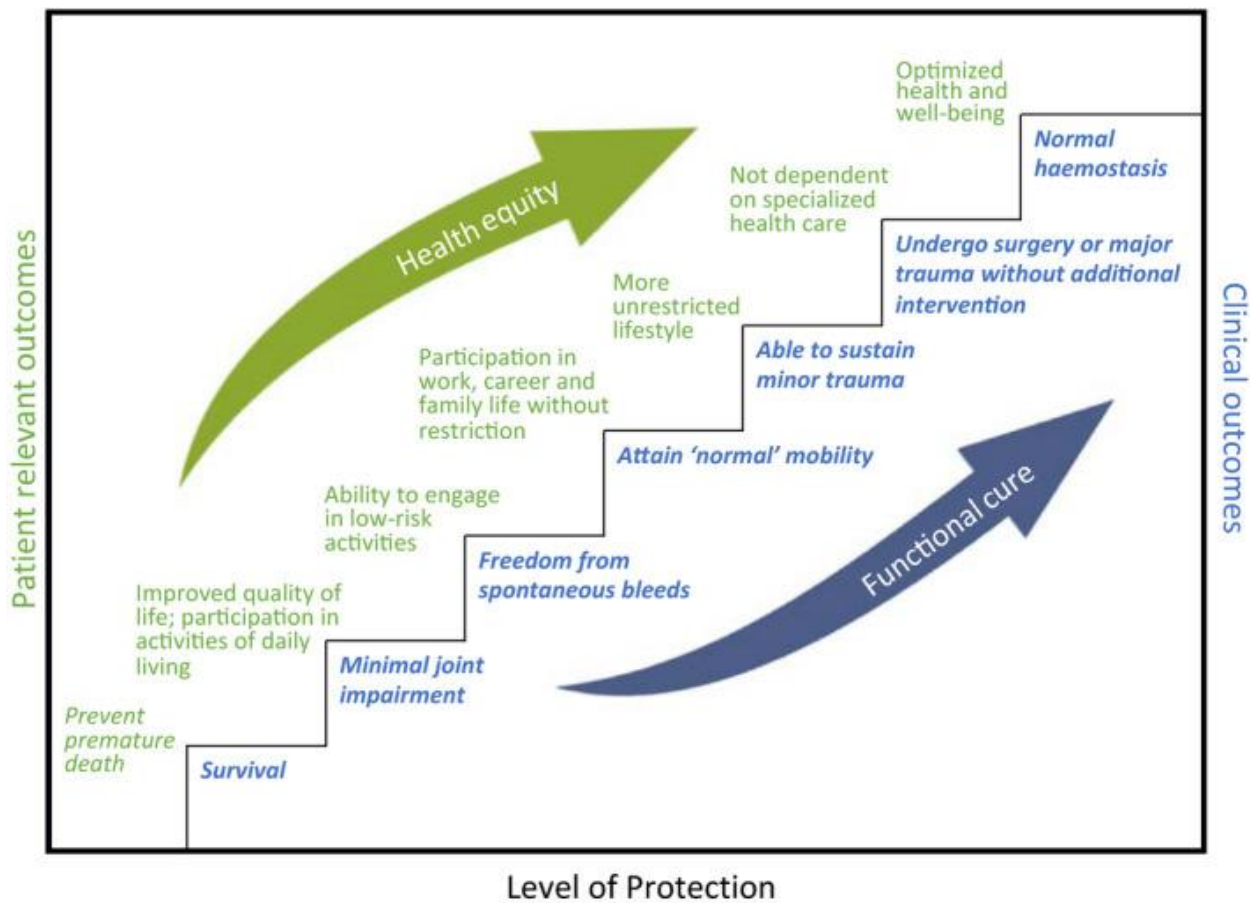 Optimized
health and
well-being
Normal
haemostasis
Not dependent
on specialized
health care
Undergo surgery or major
trauma without additional
intervention
Health equity
More
unrestricted
lifestyle
Able to sustain
minor trauma
Participation in
work, career and
family life without
restriction
Attain ‘normal’ mobility
Ability to engage
in low-risk
activities
Freedom from
spontaneous bleeds
Functional cure
Improved quality of
life; participation in
activities of daily
living
Minimal joint
impairment
Prevent
premature
death
Survival
Patient relevant outcomes
Clinical outcomes
Level of Protection